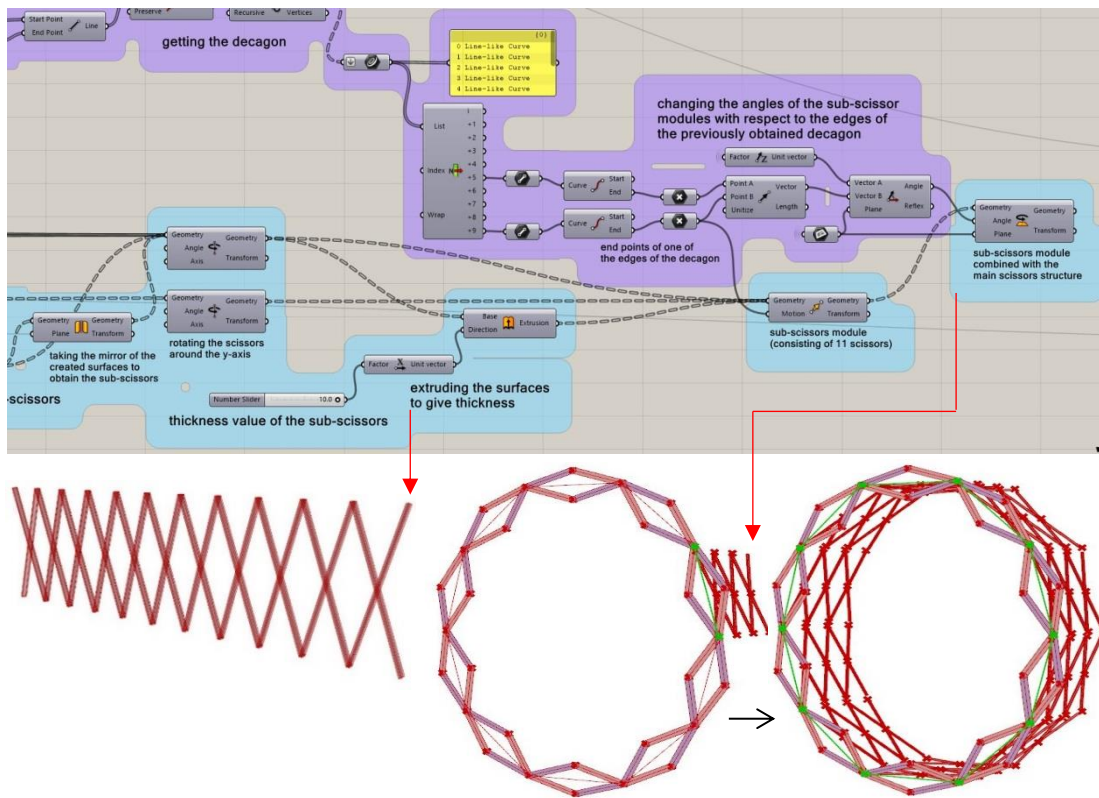 Start Point
End Point
Line
Preserve
Recursive
Vertices
getting the decagon
{0}
0 Line-like Curve
1 Line-like Curve
2 Line-like Curve
3 Line-like Curve
4 Line-like Curve
changing the angles of the sub-scissor
modules with respect to the edges of
the previously obtained decagon
List
Index
Wrap
i
+1
+2
+3
+4
+5
+6
+7
+8
+9
Factor
Unit vector
Curve
Start
End
Curve
Start
End
Point A
Point B
Unitize
Vector
Length
Vector A
Vector B
Plane
Angle
Reflex
end points of one of
the edges of the decagon
Geometry
Angle
Plane
Geometry
Transform
sub-scissors module
combined with the
main scissors structure
Geometry
Angle
Axis
Geometry
Transform
Geometry
Angle
Axis
Geometry
Transform
rotating the scissors
around the y-axis
Geometry
Plane
Geometry
Transform
taking the mirror of the
created surfaces to
obtain the sub-scissors
-scissors
Base
Direction
Extrusion
Geometry
Motion
Geometry
Transform
sub-scissors module
(consisting of 11 scissors)
Factor
X
Unit vector
extruding the surfaces
to give thickness
Number Slider
10.0
thickness value of the sub-scissors